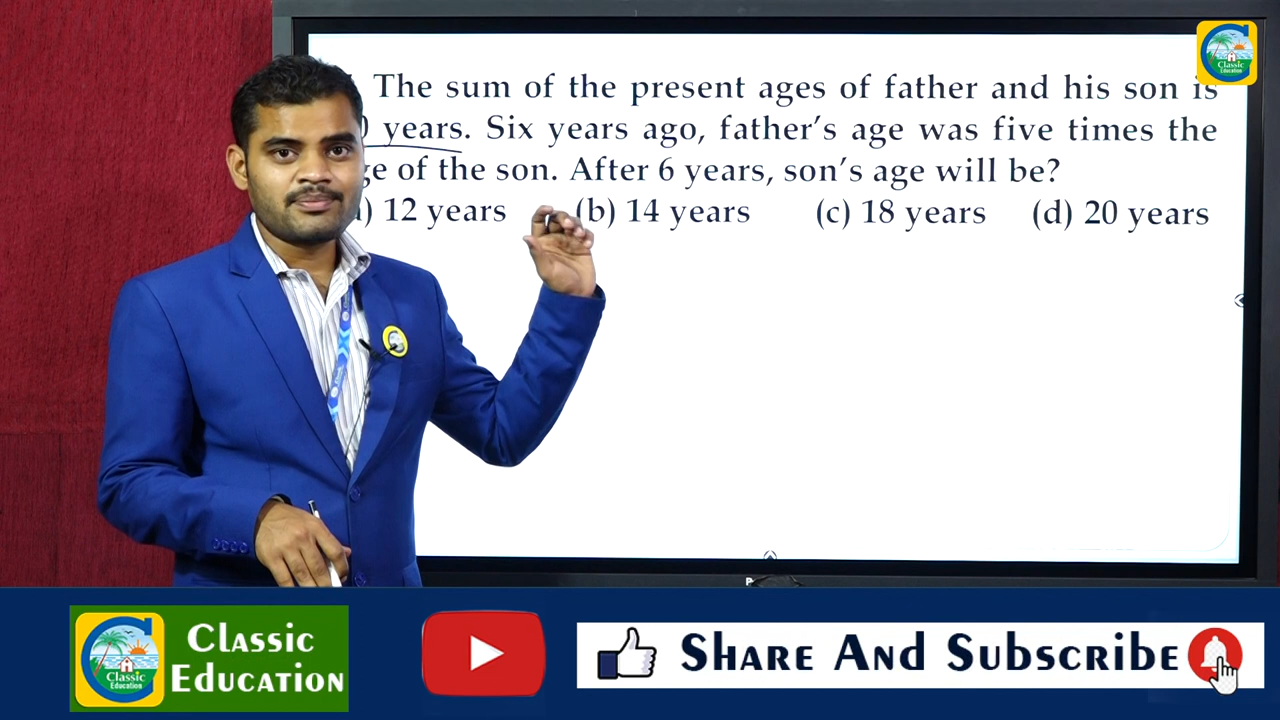 The sum of the present ages of father and his son is
years. Six years ago, father's age was five times the
of the son. After 6 years, son's age will be?
12 years (b) 14 years (c) 18 years (d) 20 years
Classic
Education
Classic
Education
Classic
Education
Share And Subscribe